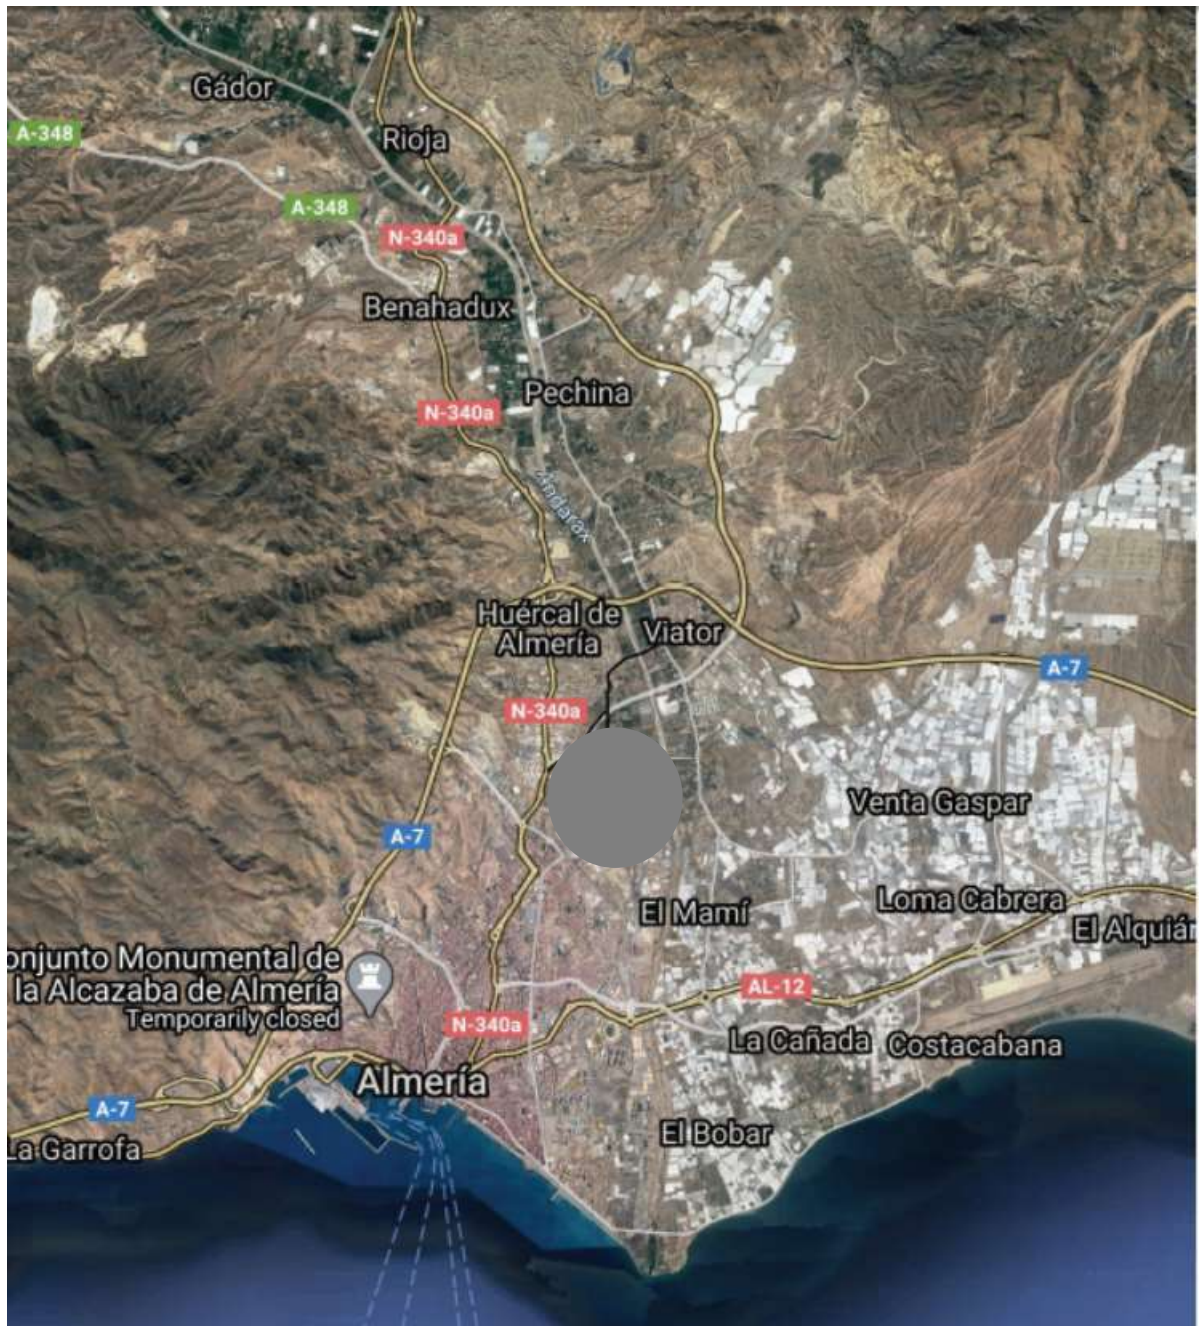 Gádor
A-348
Rioja
A-348
N-340a
Benahadux
Pechina
N-340a
Andarax
Huércal de
Almería
Viator
A-7
N-340a
Venta Gaspar
A-7
Loma Cabrera
El Mamí
El Alquián
onjunto Monumental de
la Alcazaba de Almería
Temporarily closed
AL-12
N-340a
La Cañada
Costacabana
Almería
A-7
El Bobar
La Garrofa